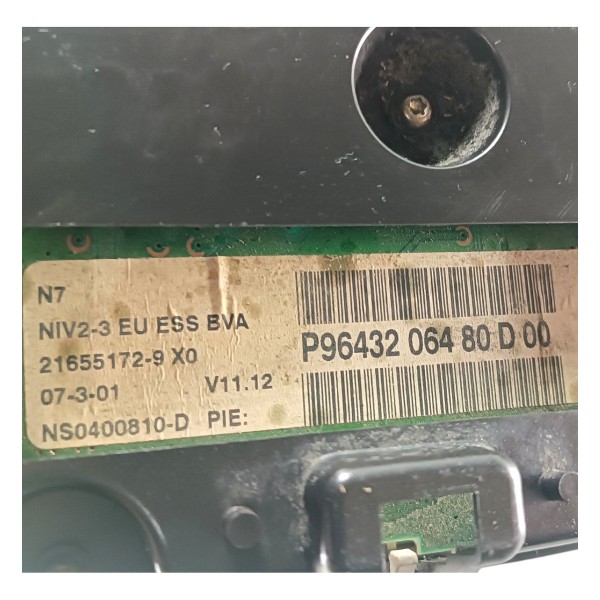 N7
NIV2-3 EU ESS BVA
21655172-9 X0
07-3-01 V11.12
NS0400810-D PIE:
P96432 064 80 D 00